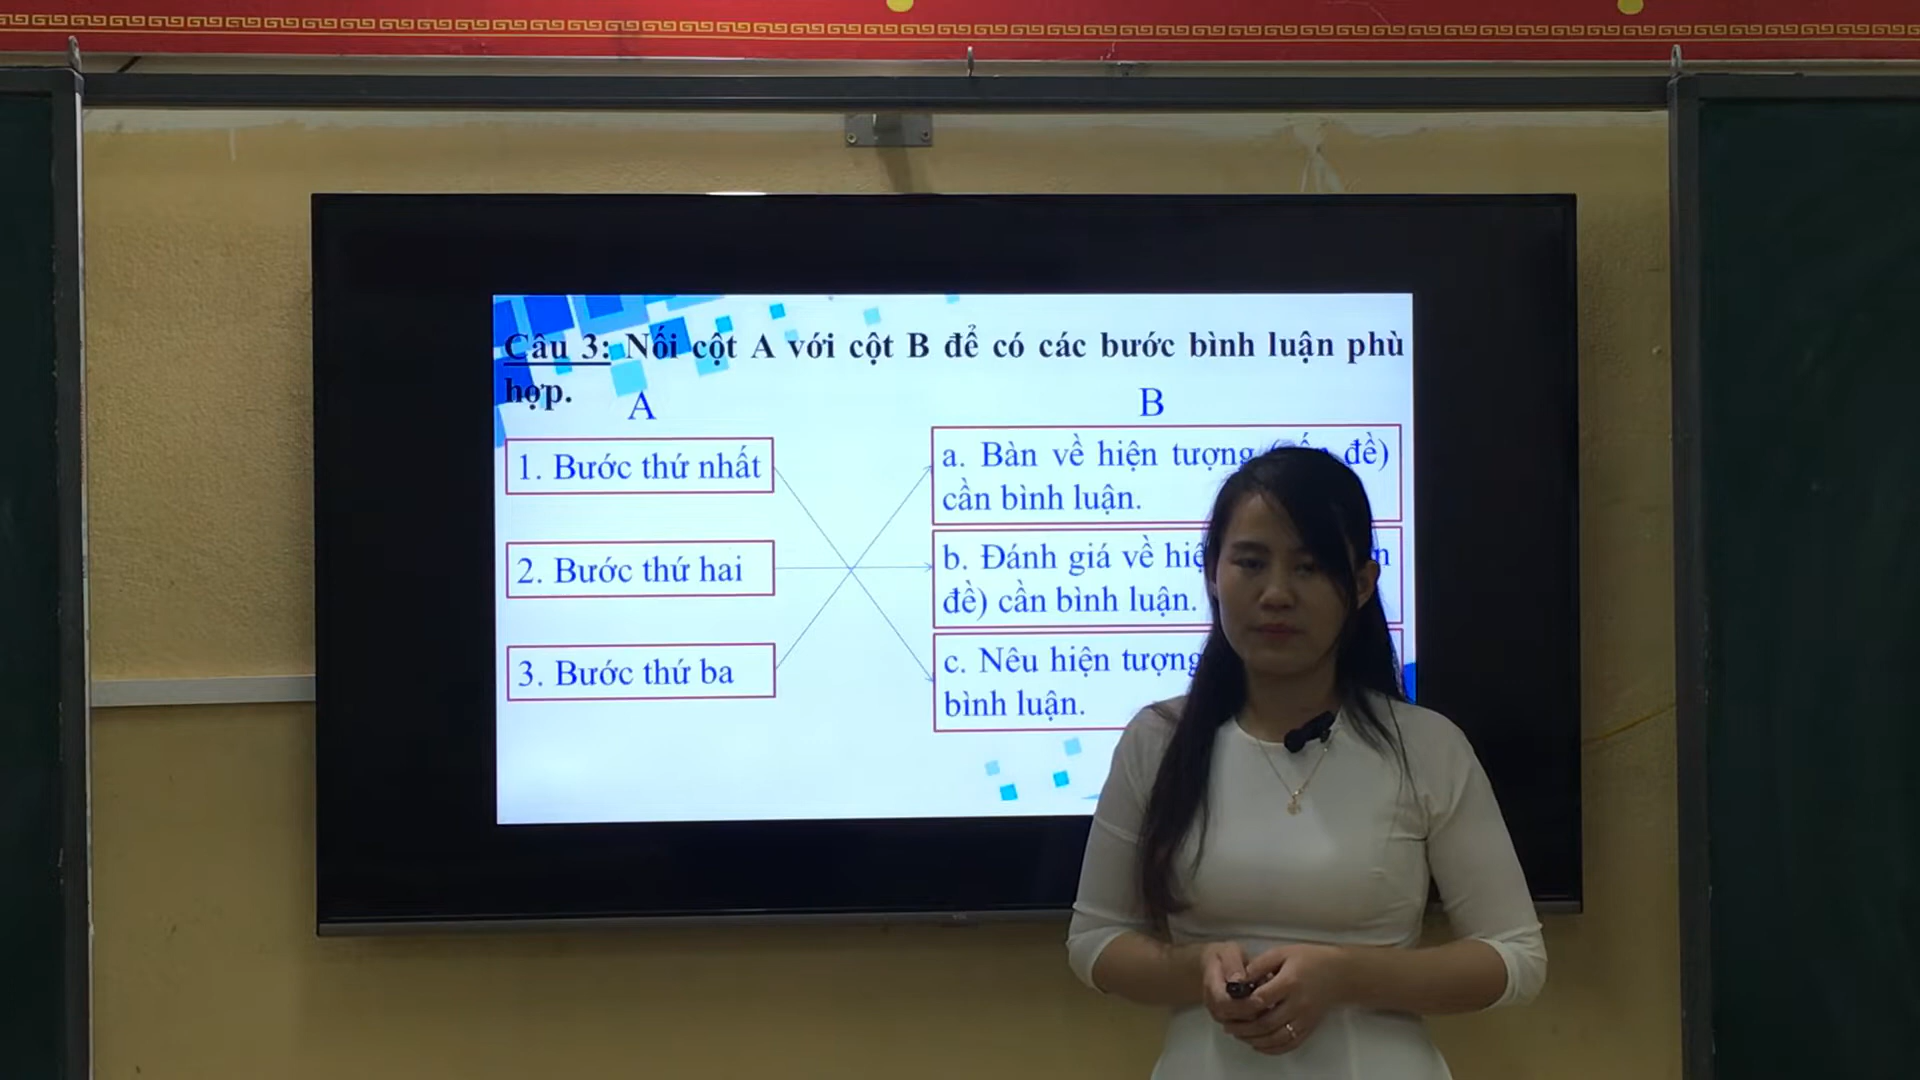 Câu 3: Nối cột A với cột B để có các bước bình luận phù
hợp.
A
B
1. Bước thứ nhất
a. Bàn về hiện tượng đề)
cần bình luận.
2. Bước thứ hai
b. Đánh giá về
đề) cần bình luận.
3. Bước thứ ba
c. Nêu hiện tượng
bình luận.